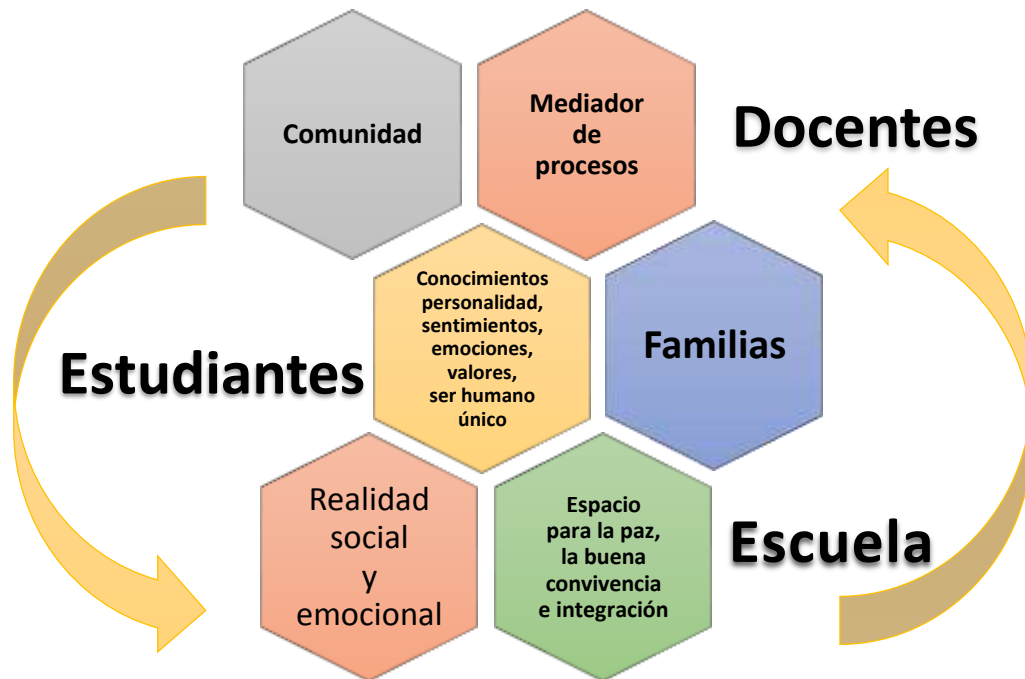 Comunidad
Mediador
de
procesos
Docentes
Estudiantes
Conocimientos
personalidad,
sentimientos,
emociones,
valores,
ser humano
único
Familias
Realidad
social
y
emocional
Espacio
para la paz,
la buena
convivencia
e integración
Escuela